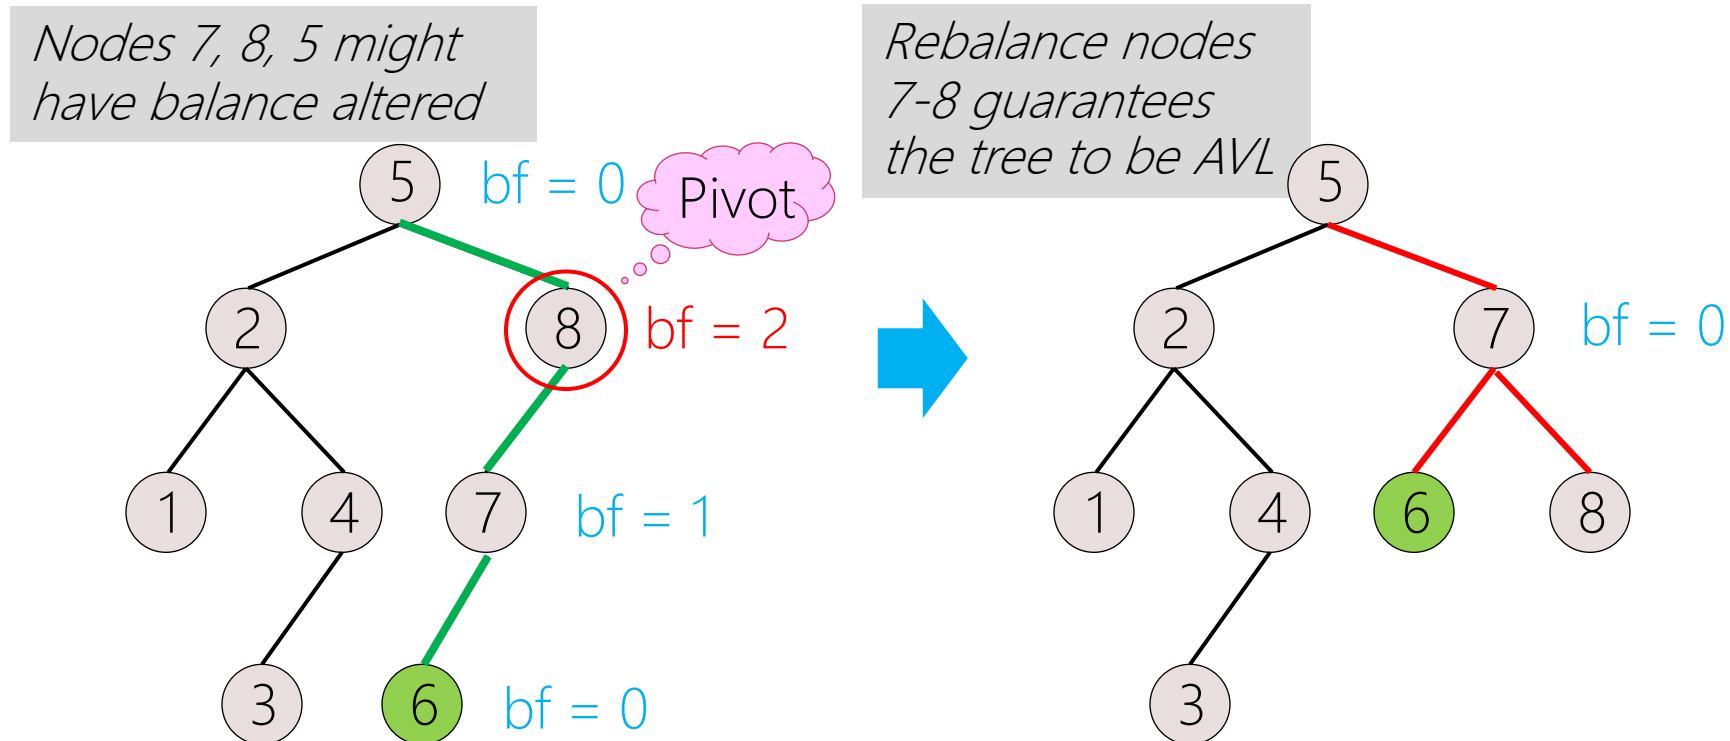 Nodes 7, 8, 5 might
have balance altered
5
bf = 0
Pivot
2
8
bf = 2
1
4
7
bf = 1
3
6
bf = 0
Rebalance nodes
7-8 guarantees
the tree to be AVL
5
2
7
bf = 0
1
4
6
8
3